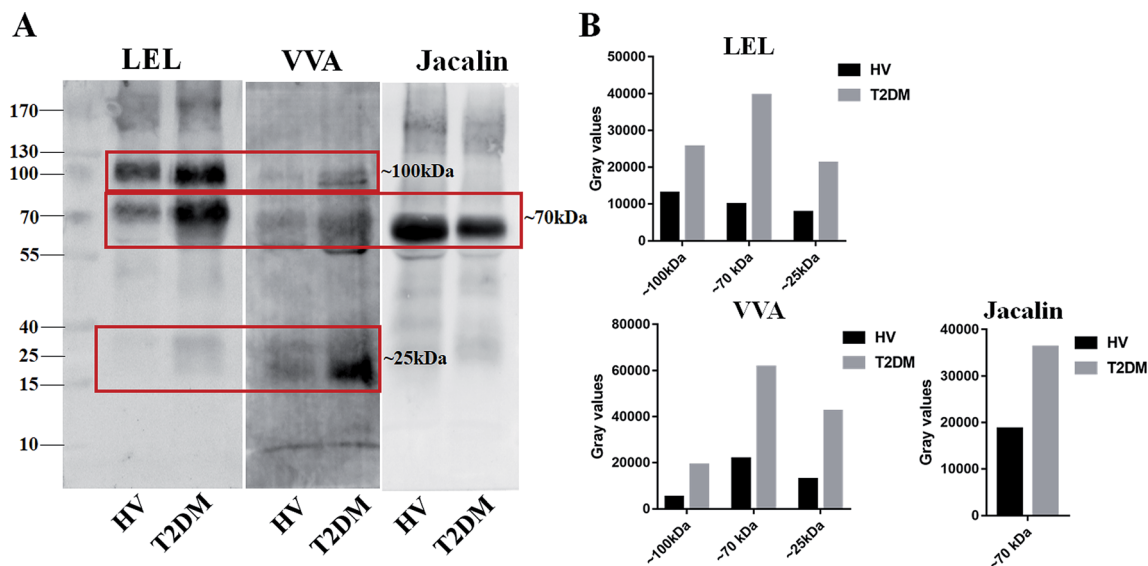 A
LEL VVA Jacalin
170
130
100
70
55
40
25
15
10
~100kDa
~70kDa
~25kDa
HV T2DM HV T2DM HV T2DM
B
LEL
HV
T2DM
Gray values
50000
40000
30000
20000
10000
0
~100kDa ~70 kDa ~25kDa
VVA
HV
T2DM
Gray values
80000
60000
40000
20000
0
~100kDa ~70 kDa ~25kDa
Jacalin
HV
T2DM
Gray values
40000
30000
20000
10000
0
~70 kDa